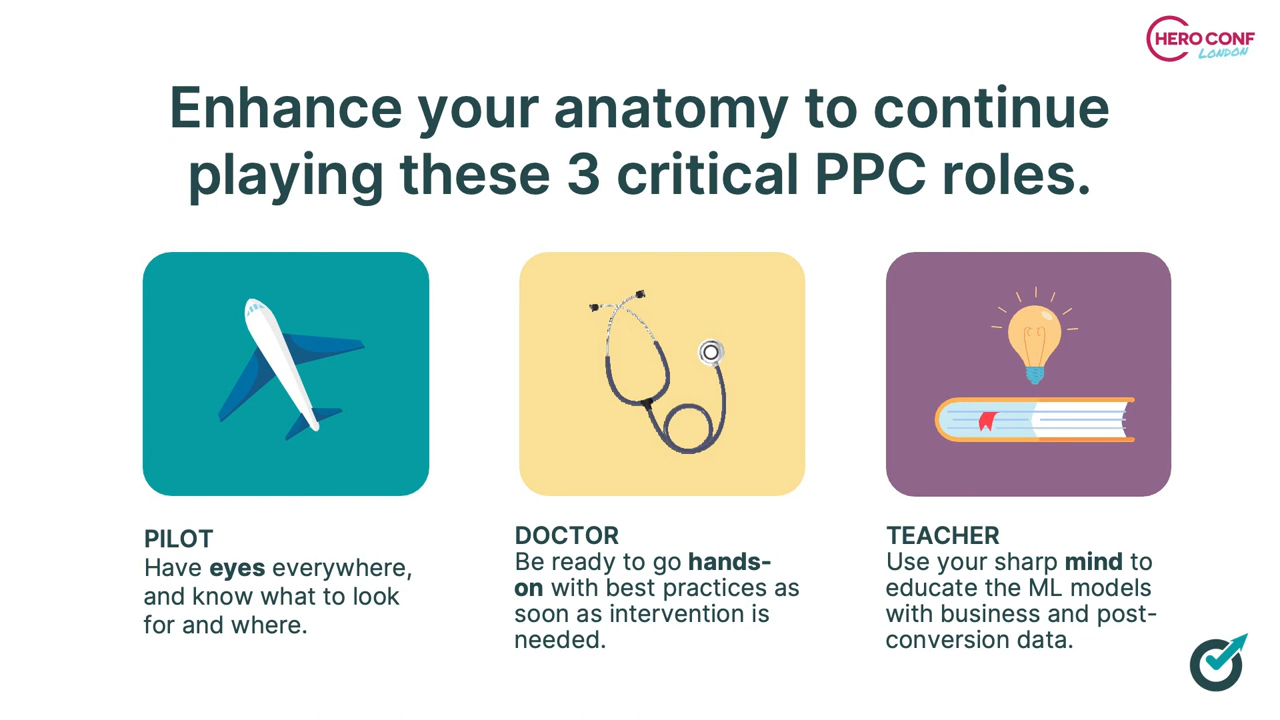 HERO CONF
LONDON
Enhance your anatomy to continue
playing these 3 critical PPC roles.
PILOT
Have eyes everywhere,
and know what to look
for and where.
DOCTOR
Be ready to go hands-
on with best practices as
soon as intervention is
needed.
TEACHER
Use your sharp mind to
educate the ML models
with business and post-
conversion data.